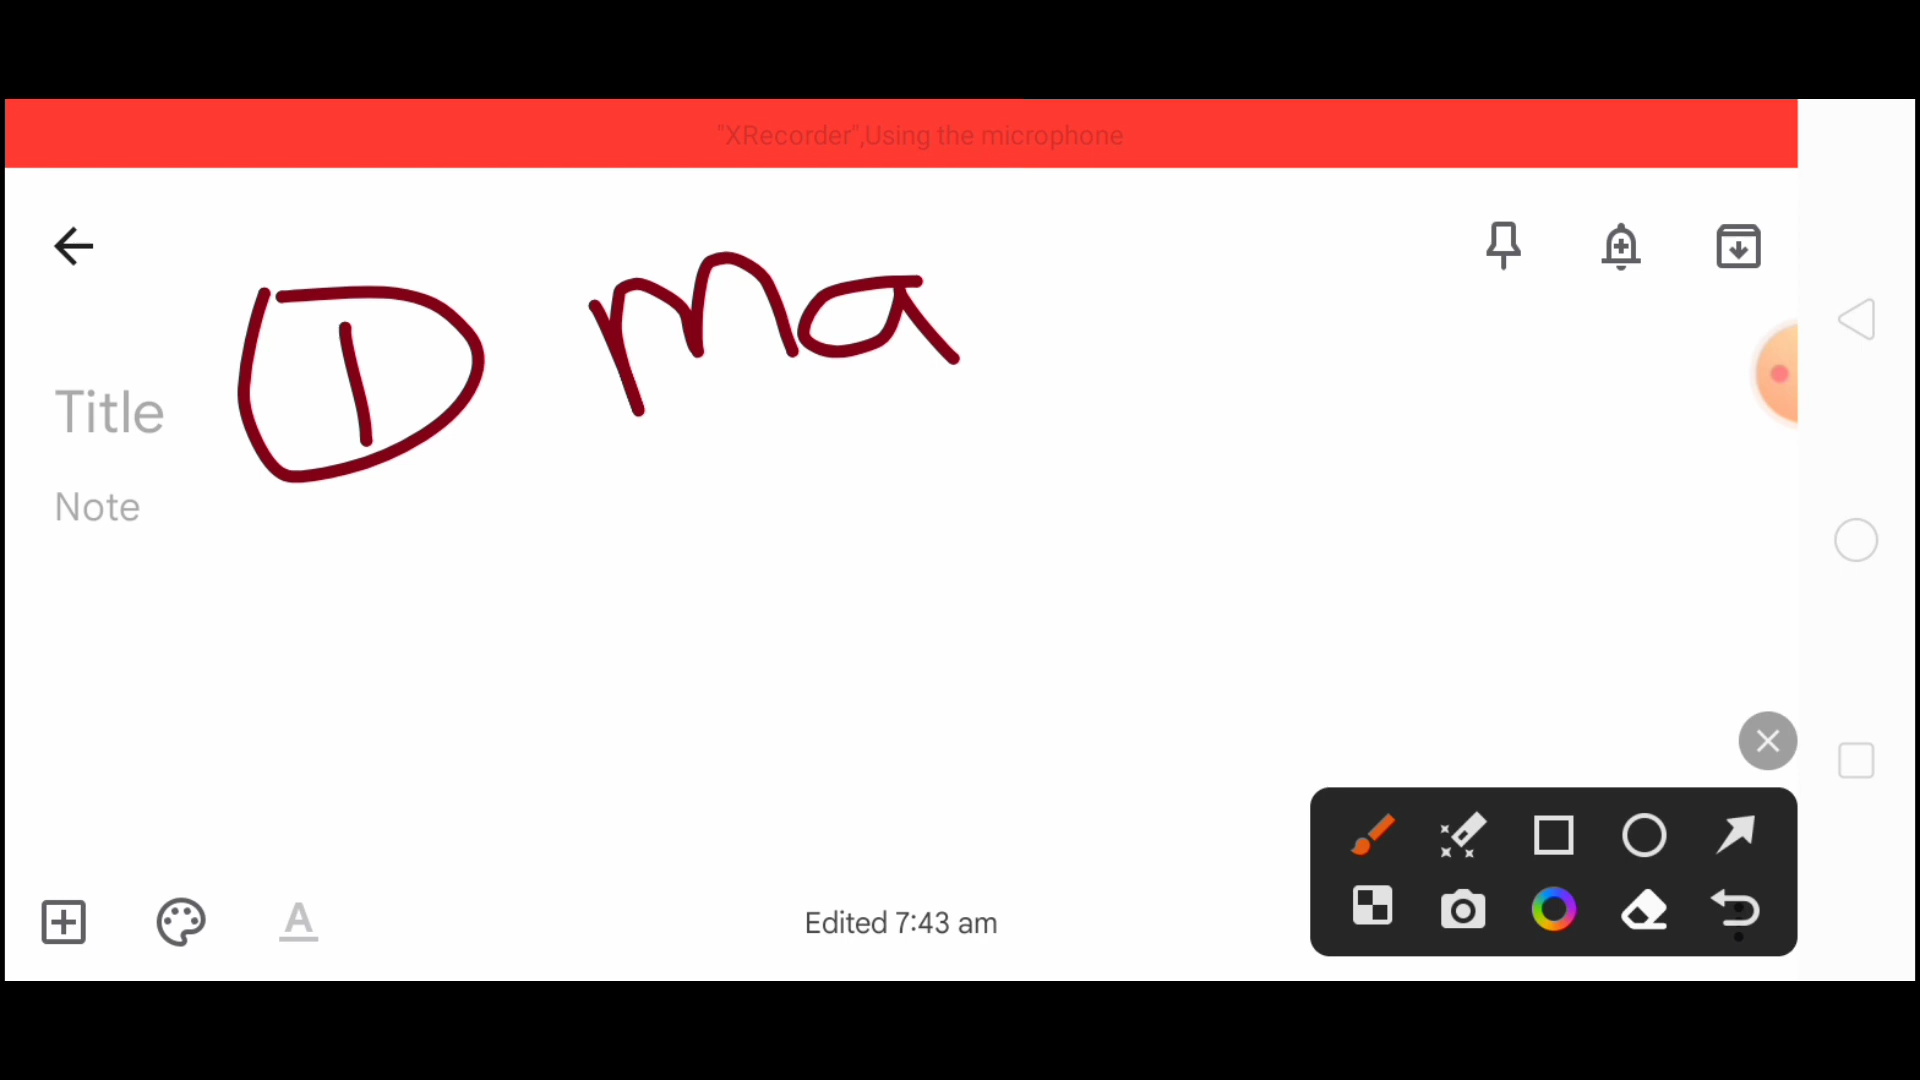 "XRecorder",Using the microphone
① ma
Title
Note
A
Edited 7:43 am